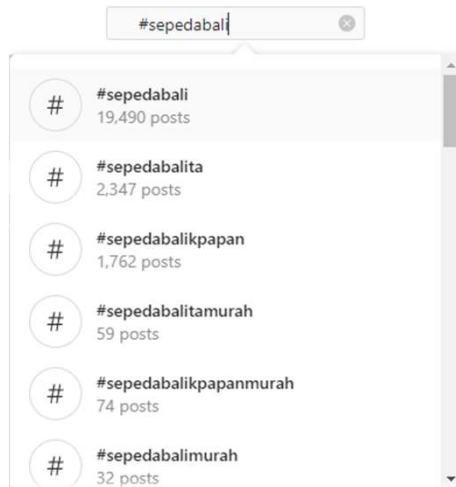 #sepedabali
#
#sepedabali
19,490 posts
#
#sepedabalita
2,347 posts
#
#sepedabalikpapan
1,762 posts
#
#sepedabalitamurah
59 posts
#
#sepedabalikpapanmurah
74 posts
#
#sepedabalimurah
32 posts